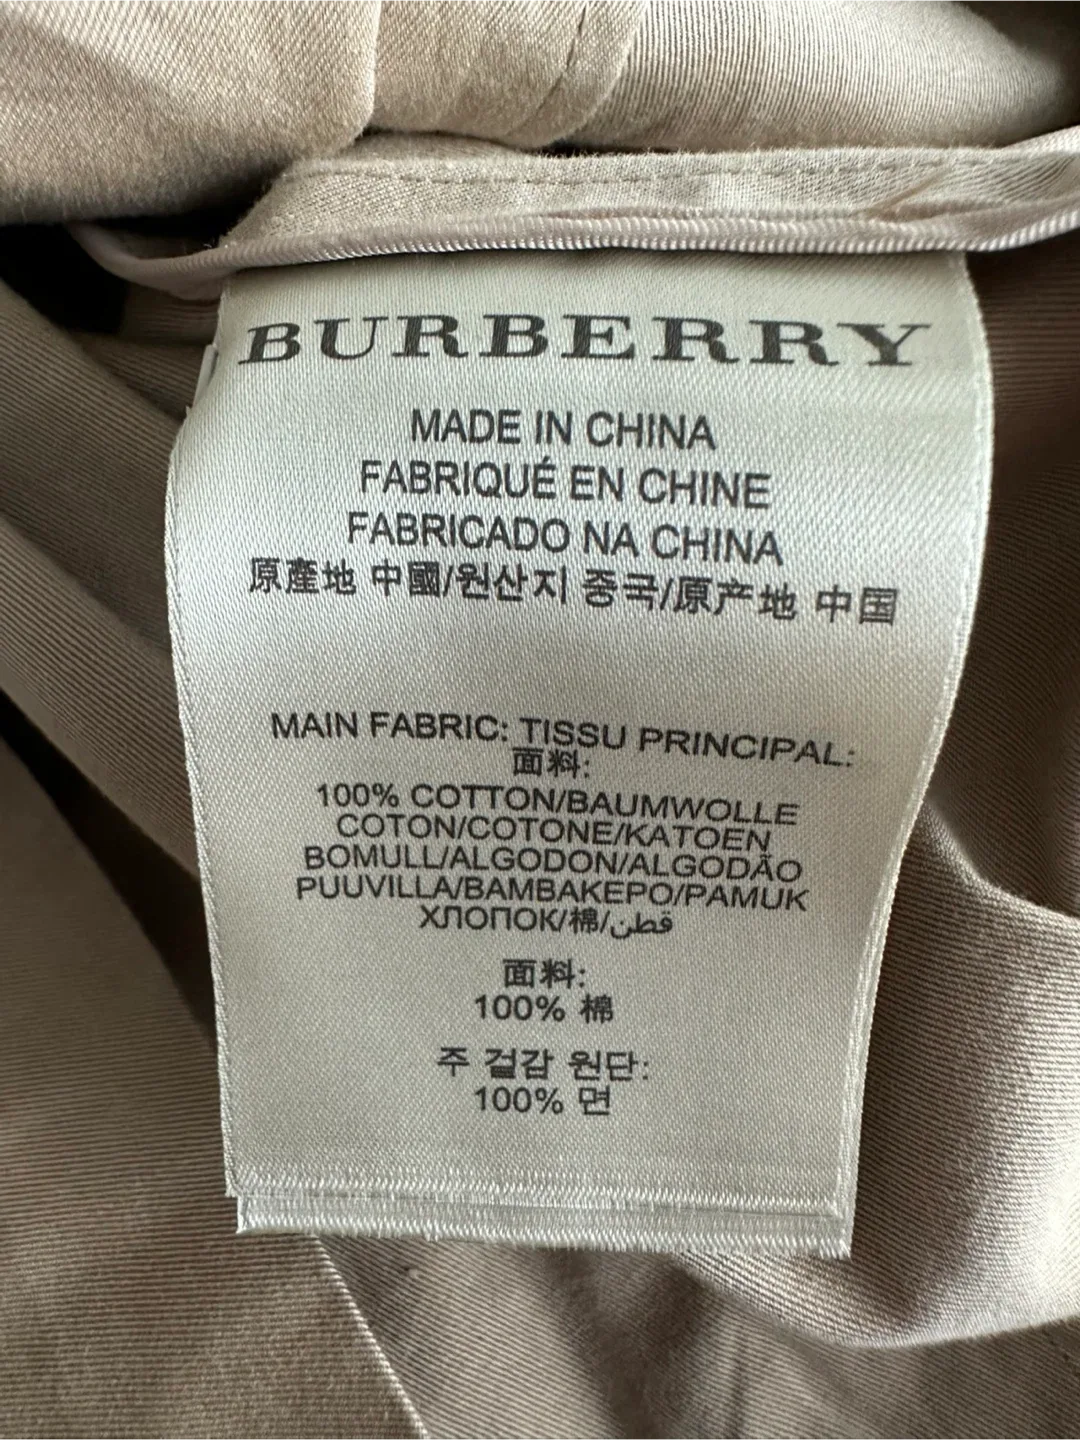 BURBERRY
MADE IN CHINA
FABRIQUÉ EN CHINE
FABRICADO NA CHINA
原產地 中國/원산지 중국/原产地 中国
MAIN FABRIC: TISSU PRINCIPAL:
面料:
100% COTTON/BAUMWOLLE
COTON/COTONE/KATOEN
BOMULL/ALGODON/ALGODÃO
PUUVILLA/BAMBAKEPO/PAMUK
ХЛОПОК/棉/قطن
面料:
100% 棉
주 겉감 원단:
100% 면